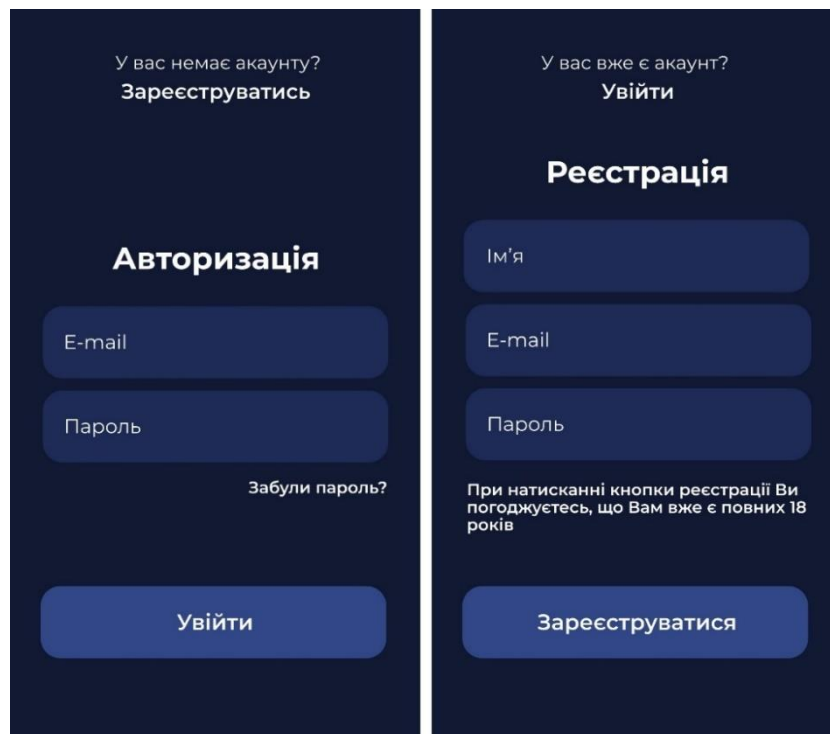 У вас немає акаунту?
Зареєструватись
Авторизація
E-mail
Пароль
Забули пароль?
Увійти
У вас вже є акаунт?
Увійти
Реєстрація
Ім’я
E-mail
Пароль
При натисканні кнопки реєстрації Ви
погоджуєтесь, що Вам вже є повних 18
років
Зареєструватися